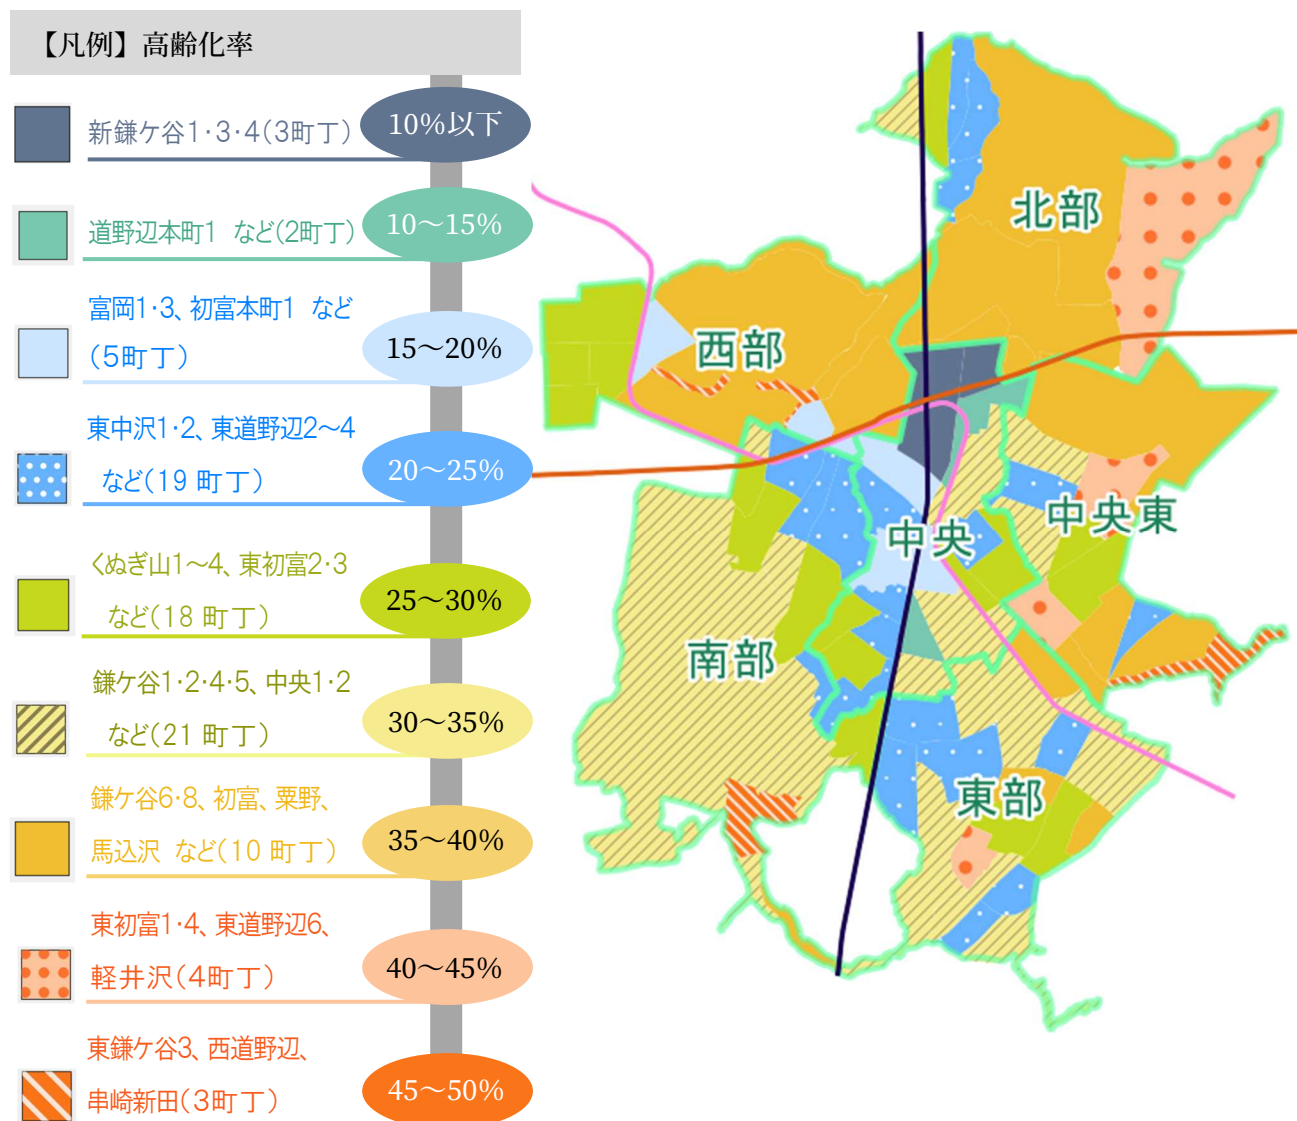 【凡例】高齢化率
新鎌ケ谷1・3・4(3町丁)
10%以下
道野辺本町1 など(2町丁)
10～15%
富岡1・3、初富本町1 など
(5町丁)
15～20%
東中沢1・2、東道野辺2～4
など(19 町丁)
20～25%
くぬぎ山1～4、東初富2・3
など(18 町丁)
25～30%
鎌ケ谷1・2・4・5、中央1・2
など(21 町丁)
30～35%
鎌ケ谷6・8、初富、粟野、
馬込沢 など(10 町丁)
35～40%
東初富1・4、東道野辺6、
軽井沢(4町丁)
40～45%
東鎌ケ谷3、西道野辺、
串崎新田(3町丁)
45～50%
北部
西部
中央東
中央
南部
東部